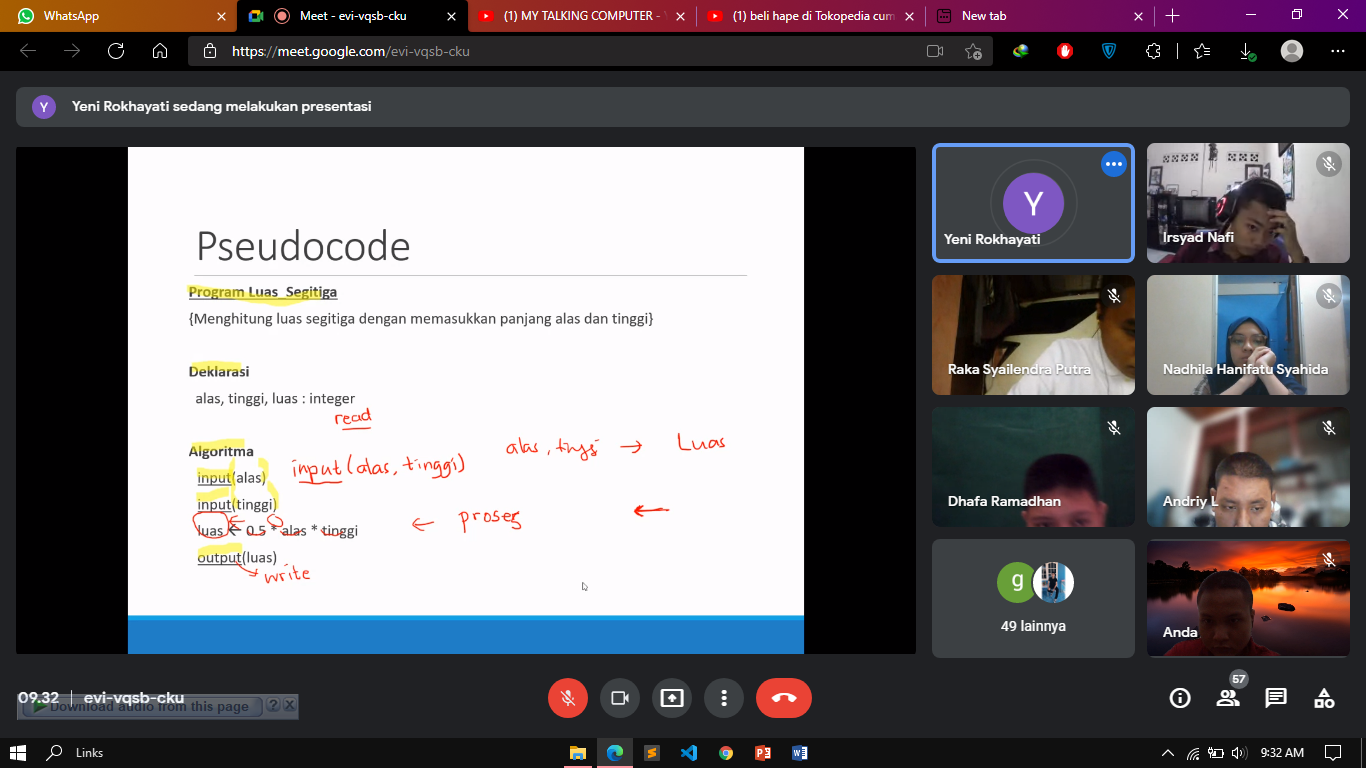 WhatsApp
Meet - evi-vqsb-cku
(1) MY TALKING COMPUTER -
(1) beli hape di Tokopedia cum
New tab
https://meet.google.com/evi-vqsb-cku
Y
Yeni Rokhayati sedang melakukan presentasi
Pseudocode
Program Luas_Segitiga
{Menghitung luas segitiga dengan memasukkan panjang alas dan tinggi}
Deklarasi
alas, tinggi, luas : integer
read
Algoritma
input(alas)
input(alas, tinggi)
alas, tinggi → Luas
input(tinggi)
luas ← 0.5 * alas * tinggi
← proses
←
output(luas)
write
Y
Yeni Rokhayati
Irsyad Nafi
Raka Syailendra Putra
Nadhila Hanifatu Syahida
Dhafa Ramadhan
Andriy L
g
49 lainnya
Anda
09.32 | evi-vqsb-cku
Download audio from this page ?
57
Links
9:32 AM